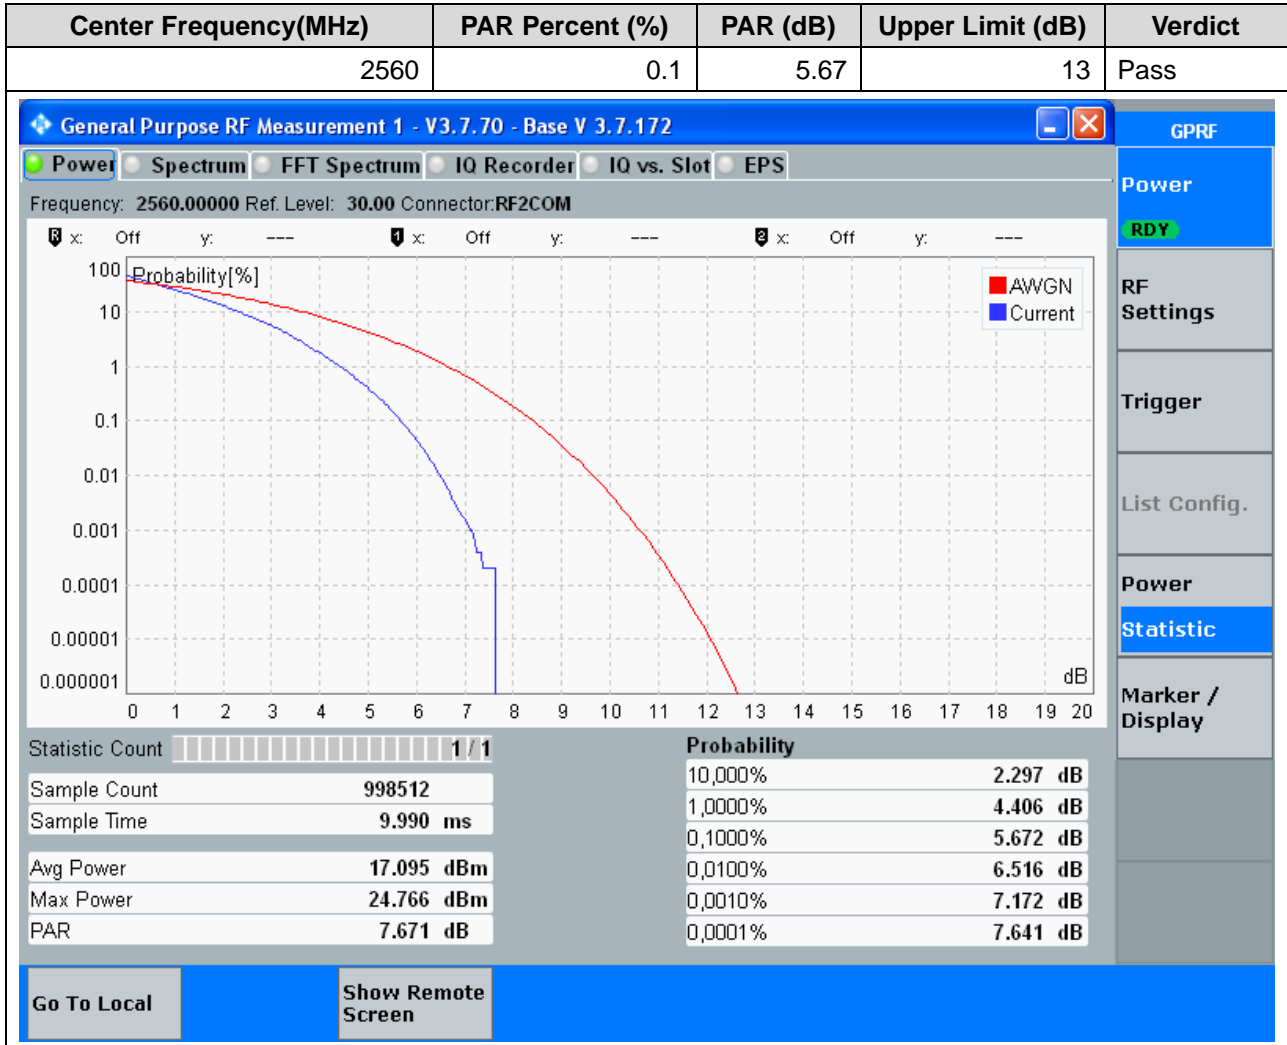 Center Frequency(MHz) PAR Percent (%) PAR (dB) Upper Limit (dB) Verdict
2560 0.1 5.67 13 Pass
General Purpose RF Measurement 1 - V3.7.70 - Base V 3.7.172
GPRF
Power Spectrum FFT Spectrum IQ Recorder IQ vs. Slot EPS
Power
RDY
Frequency: 2560.00000 Ref. Level: 30.00 Connector:RF2COM
R x: Off y: --- 1 x: Off y: --- 2 x: Off y: ---
Probability[%]
AWGN
Current
100
10
1
0.1
0.01
0.001
0.0001
0.00001
0.000001
dB
0 1 2 3 4 5 6 7 8 9 10 11 12 13 14 15 16 17 18 19 20
RF
Settings
Trigger
List Config.
Power
Statistic
Marker /
Display
Statistic Count 1 / 1
Sample Count 998512
Sample Time 9.990 ms
Avg Power 17.095 dBm
Max Power 24.766 dBm
PAR 7.671 dB
Probability
10,000% 2.297 dB
1,0000% 4.406 dB
0,1000% 5.672 dB
0,0100% 6.516 dB
0,0010% 7.172 dB
0,0001% 7.641 dB
Go To Local
Show Remote
Screen